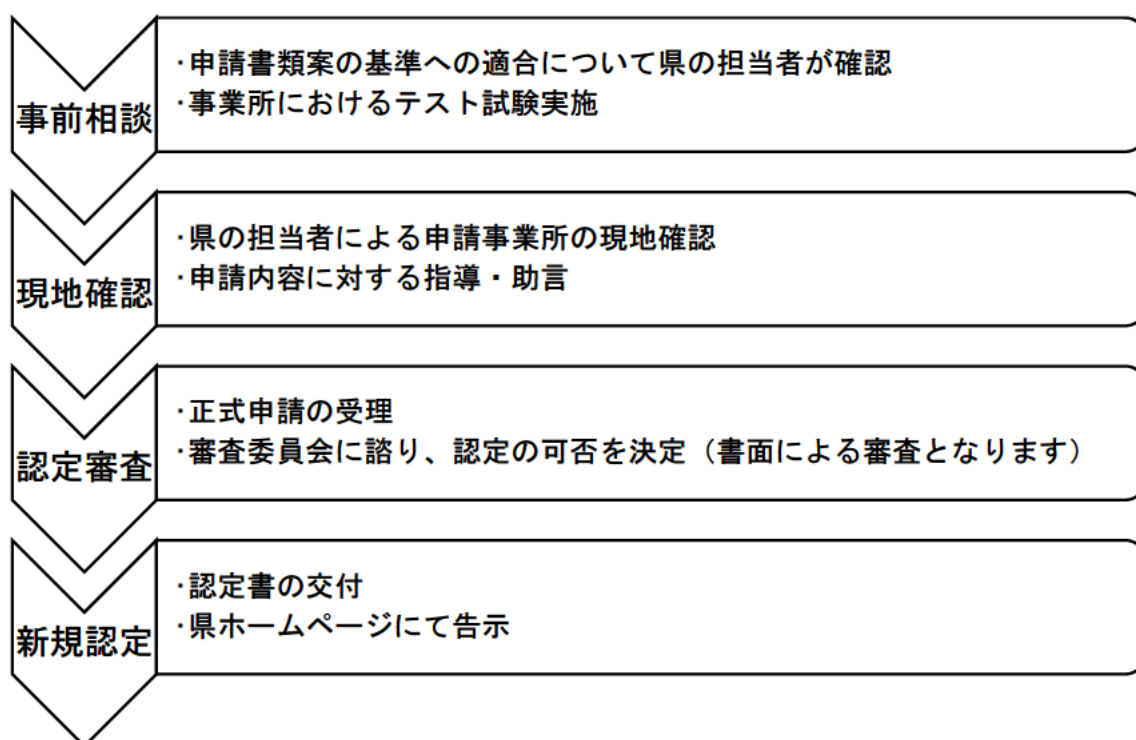 事前相談
·申請書類案の基準への適合について県の担当者が確認
·事業所におけるテスト試験実施
現地確認
·県の担当者による申請事業所の現地確認
·申請内容に対する指導・助言
認定審査
·正式申請の受理
·審査委員会に諮り、認定の可否を決定（書面による審査となります）
新規認定
·認定書の交付
·県ホームページにて告示